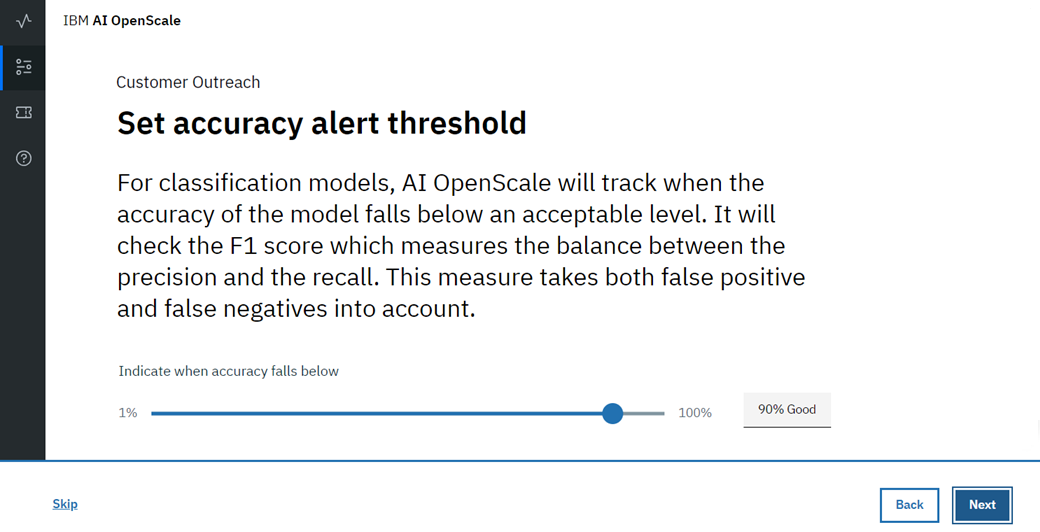 IBM AI OpenScale
Customer Outreach
Set accuracy alert threshold
For classification models, AI OpenScale will track when the
accuracy of the model falls below an acceptable level. It will
check the F1 score which measures the balance between the
precision and the recall. This measure takes both false positive
and false negatives into account.
Indicate when accuracy falls below
1% 100% 90% Good
Skip Back Next